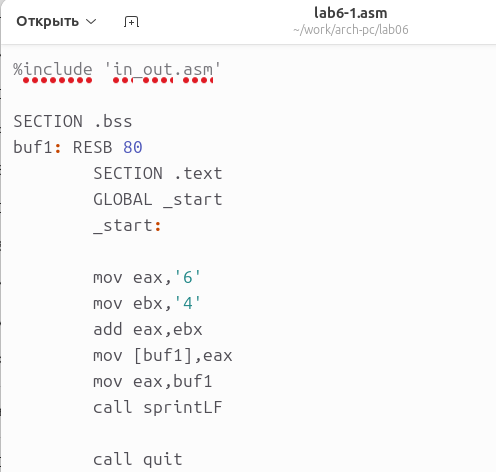 Открыть
lab6-1.asm
~/work/arch-pc/lab06
%include 'in_out.asm'
SECTION .bss
buf1: RESB 80
SECTION .text
GLOBAL _start
_start:
mov eax,'6'
mov ebx,'4'
add eax,ebx
mov [buf1],eax
mov eax,buf1
call sprintLF
call quit